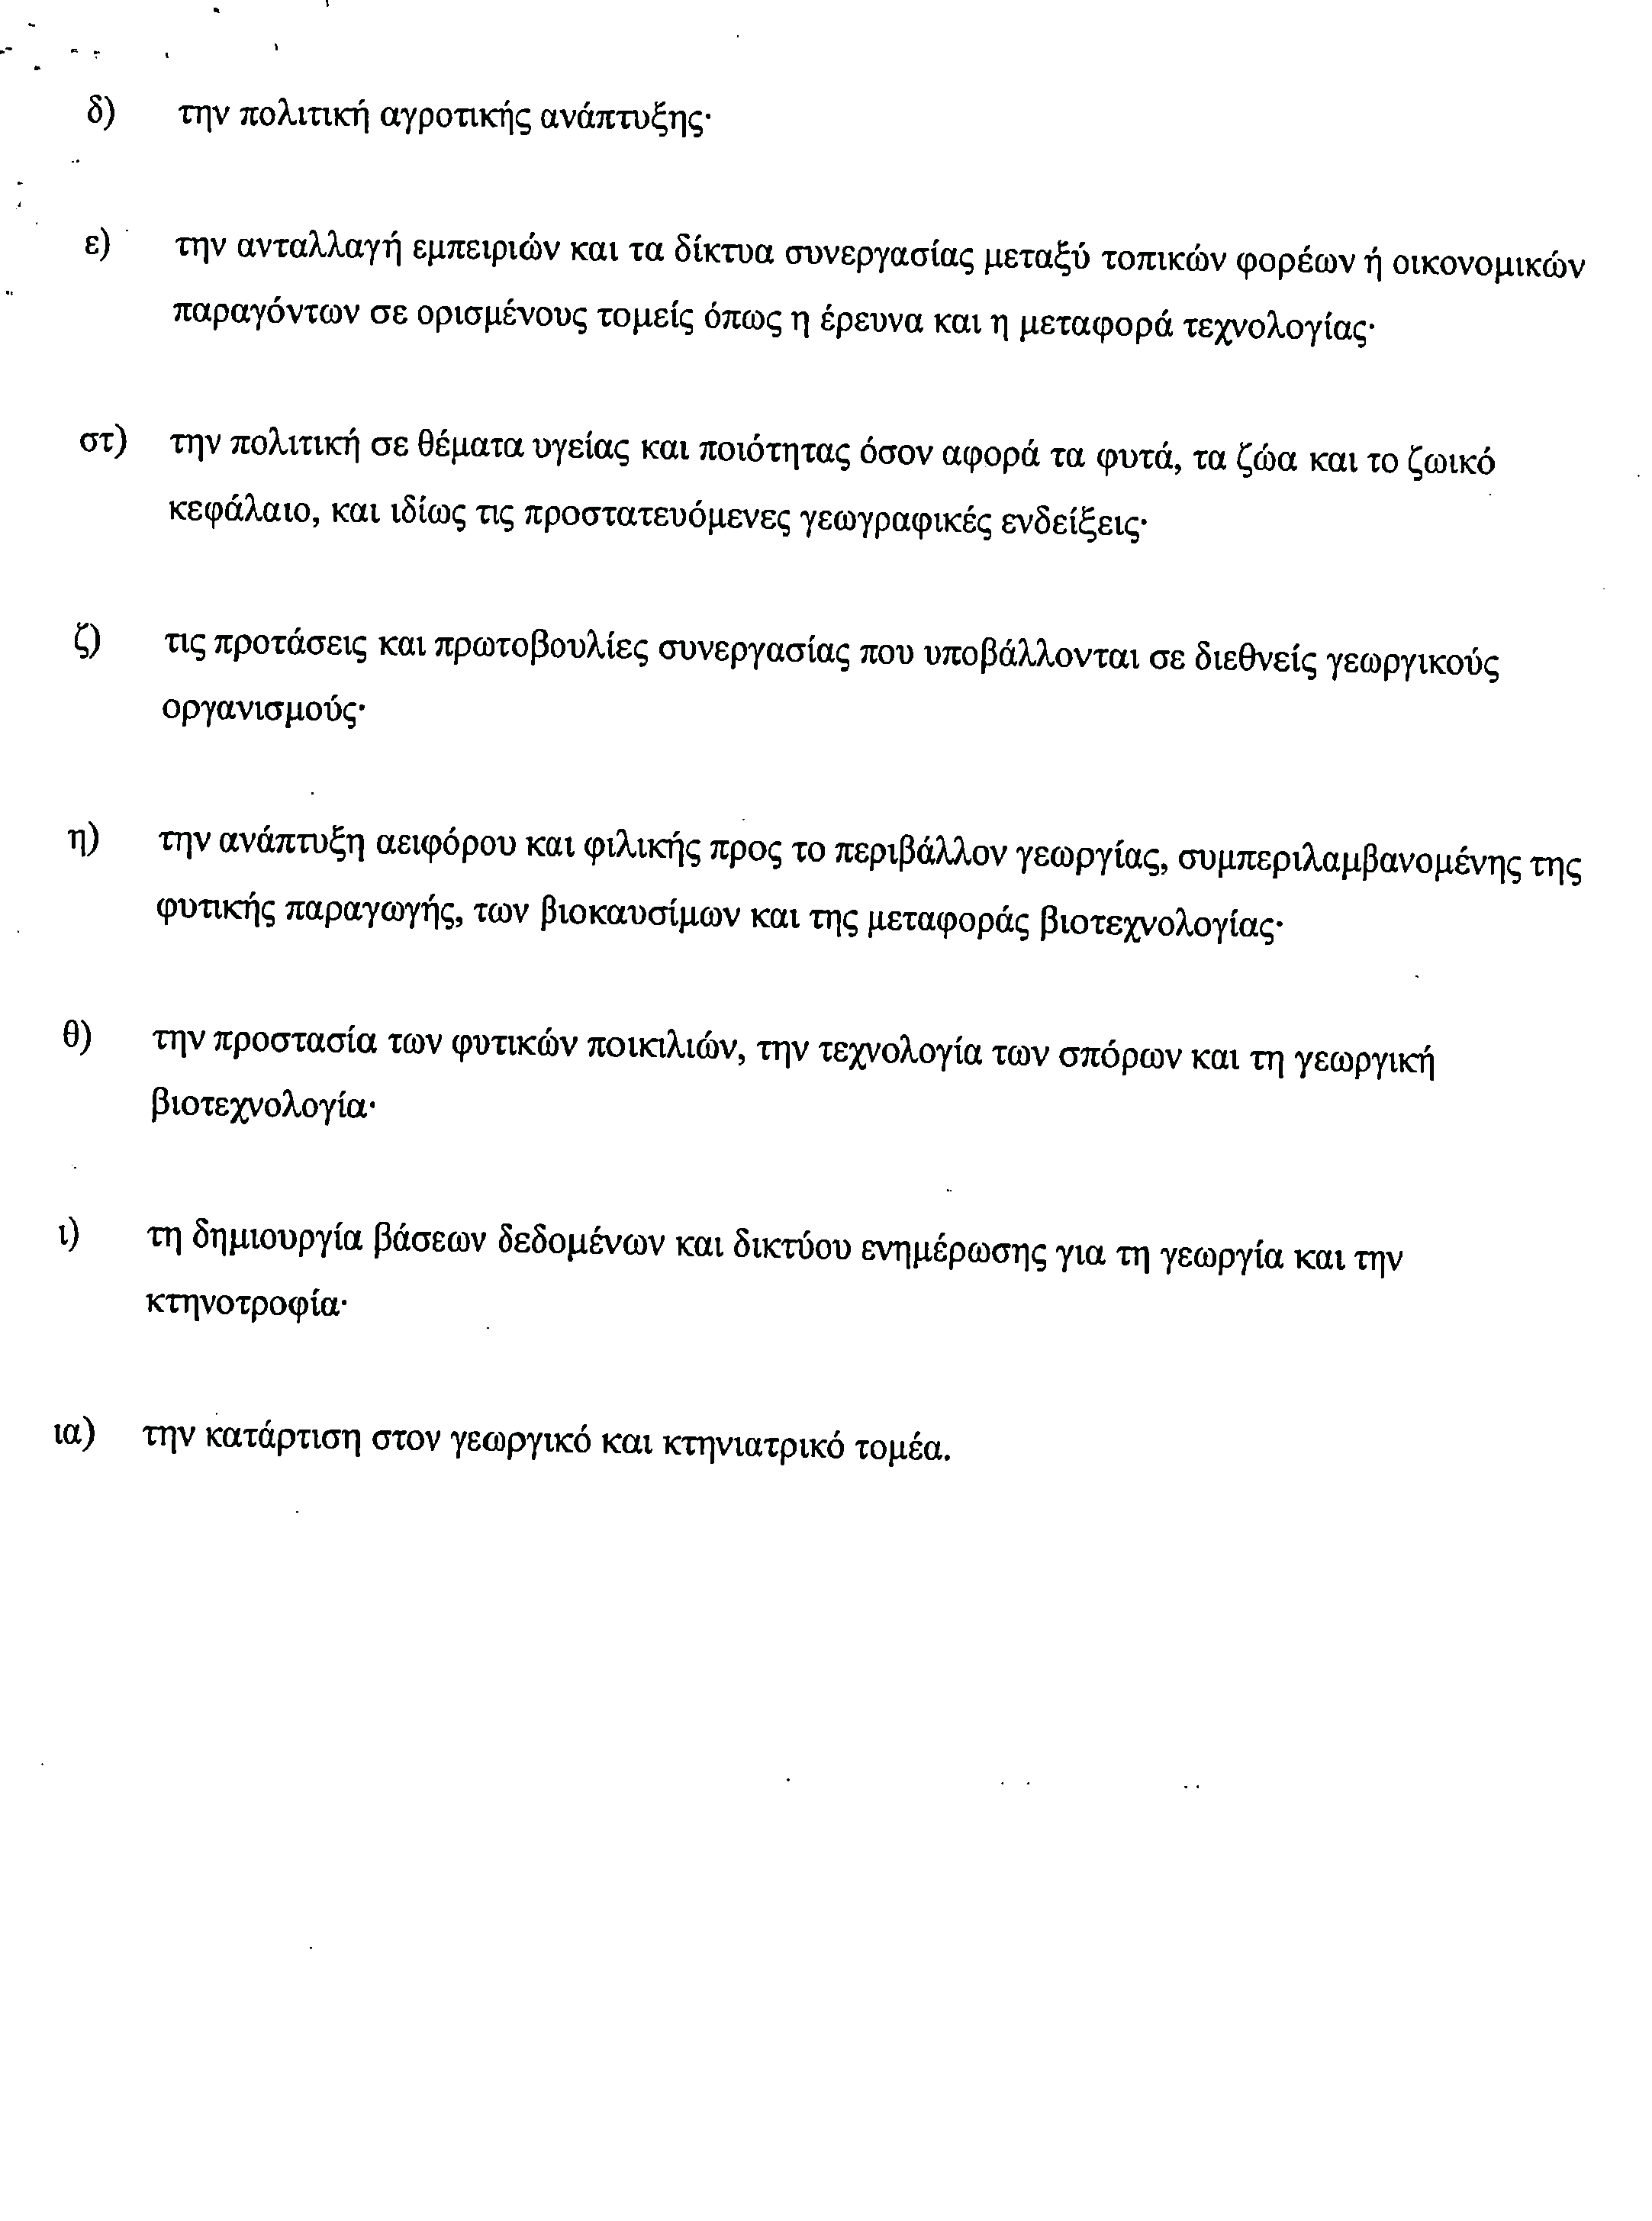 δ) την πολιτική αγροτικής ανάπτυξης·
ε) την ανταλλαγή εμπειριών και τα δίκτυα συνεργασίας μεταξύ τοπικών φορέων ή οικονομικών
παραγόντων σε ορισμένους τομείς όπως η έρευνα και η μεταφορά τεχνολογίας·
στ) την πολιτική σε θέματα υγείας και ποιότητας όσον αφορά τα φυτά, τα ζώα και το ζωικό
κεφάλαιο, και ιδίως τις προστατευόμενες γεωγραφικές ενδείξεις·
ζ) τις προτάσεις και πρωτοβουλίες συνεργασίας που υποβάλλονται σε διεθνείς γεωργικούς
οργανισμούς·
η) την ανάπτυξη αειφόρου και φιλικής προς το περιβάλλον γεωργίας, συμπεριλαμβανομένης της
φυτικής παραγωγής, των βιοκαυσίμων και της μεταφοράς βιοτεχνολογίας·
θ) την προστασία των φυτικών ποικιλιών, την τεχνολογία των σπόρων και τη γεωργική
βιοτεχνολογία·
ι) τη δημιουργία βάσεων δεδομένων και δικτύου ενημέρωσης για τη γεωργία και την
κτηνοτροφία·
ια) την κατάρτιση στον γεωργικό και κτηνιατρικό τομέα.